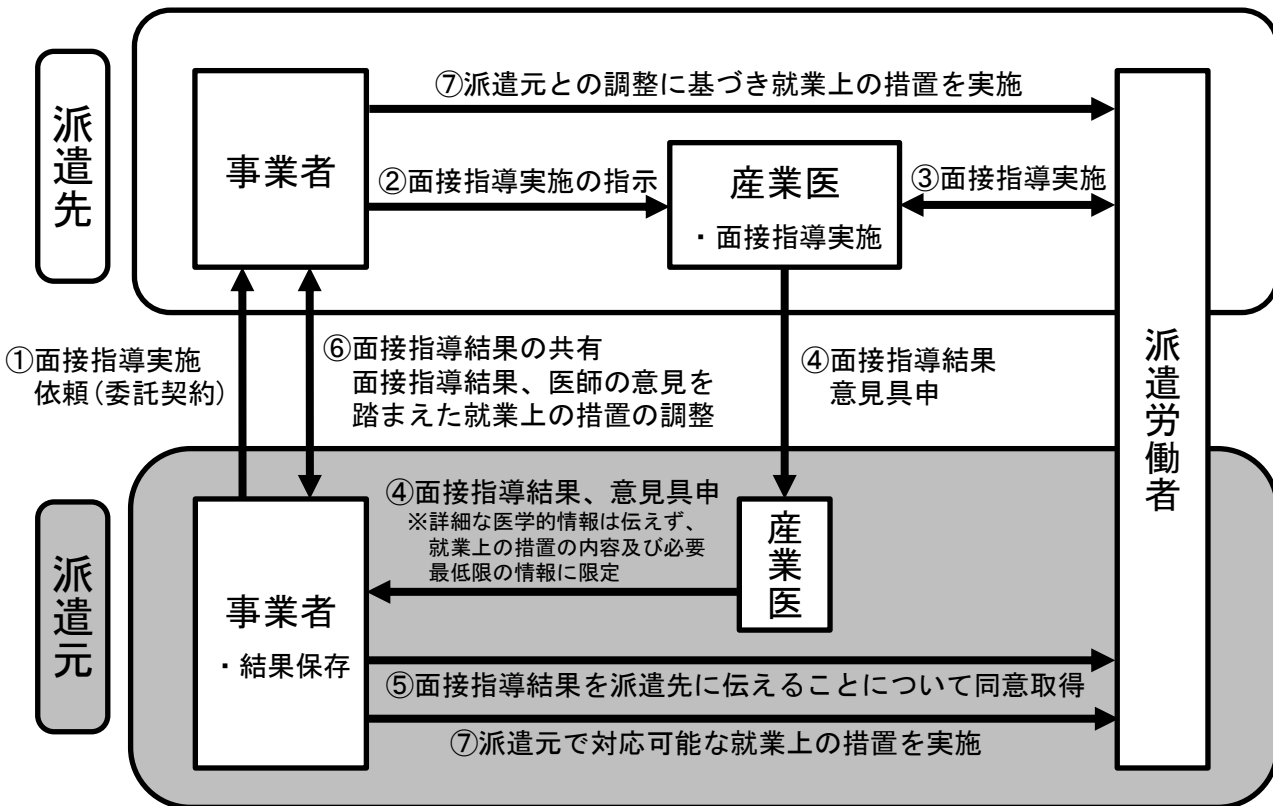 派遣先
事業者
⑦派遣元との調整に基づき就業上の措置を実施
②面接指導実施の指示
産業医
・面接指導実施
③面接指導実施
①面接指導実施
依頼(委託契約)
⑥面接指導結果の共有
面接指導結果、医師の意見を
踏まえた就業上の措置の調整
④面接指導結果
意見具申
派遣労働者
派遣元
事業者
・結果保存
④面接指導結果、意見具申
※詳細な医学的情報は伝えず、
就業上の措置の内容及び必要
最低限の情報に限定
産業医
⑤面接指導結果を派遣先に伝えることについて同意取得
⑦派遣元で対応可能な就業上の措置を実施